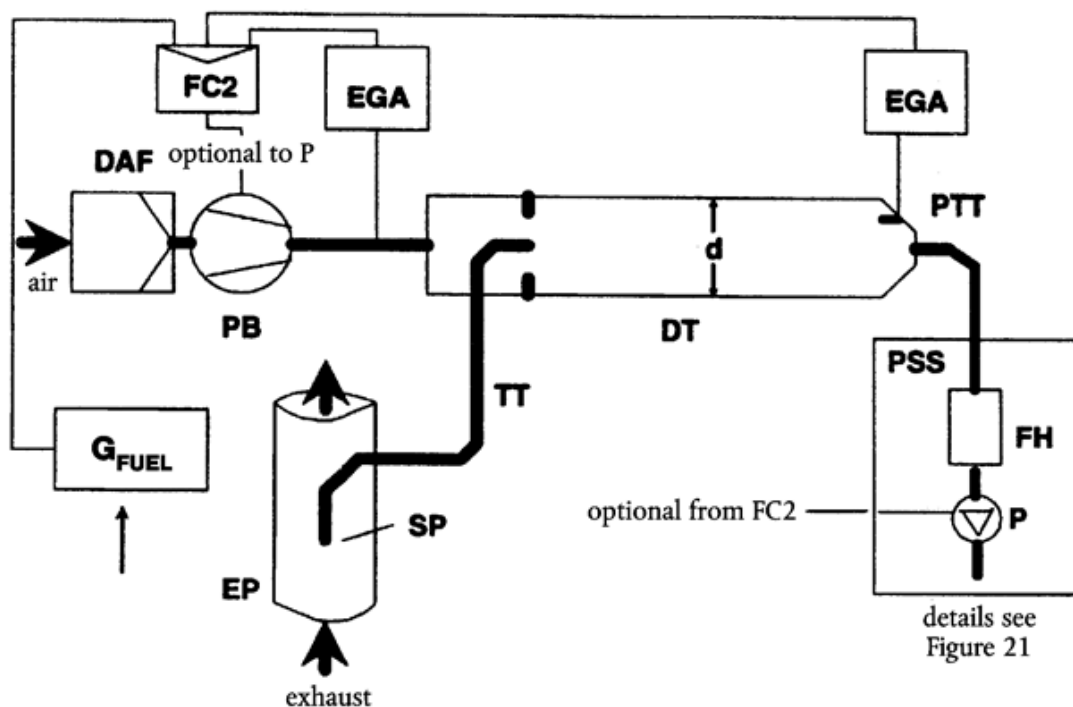 FC2
EGA
EGA
DAF
optional to P
PTT
air
d
PB
DT
PSS
TT
FH
G FUEL
optional from FC2
P
SP
EP
details see
Figure 21
exhaust